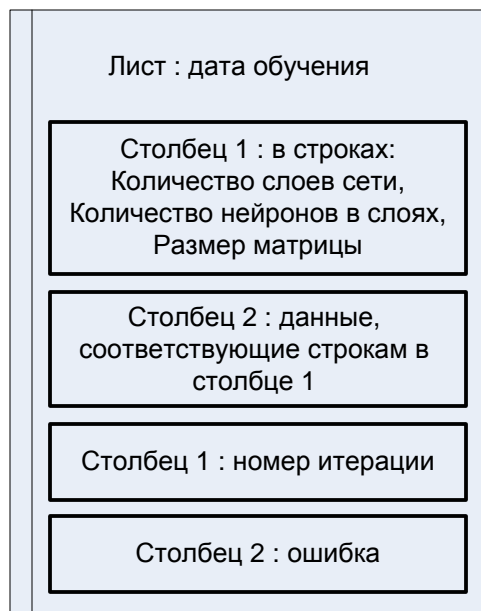 Лист : дата обучения
Столбец 1 : в строках:
Количество слоев сети,
Количество нейронов в слоях,
Размер матрицы
Столбец 2 : данные,
соответствующие строкам в
столбце 1
Столбец 1 : номер итерации
Столбец 2 : ошибка